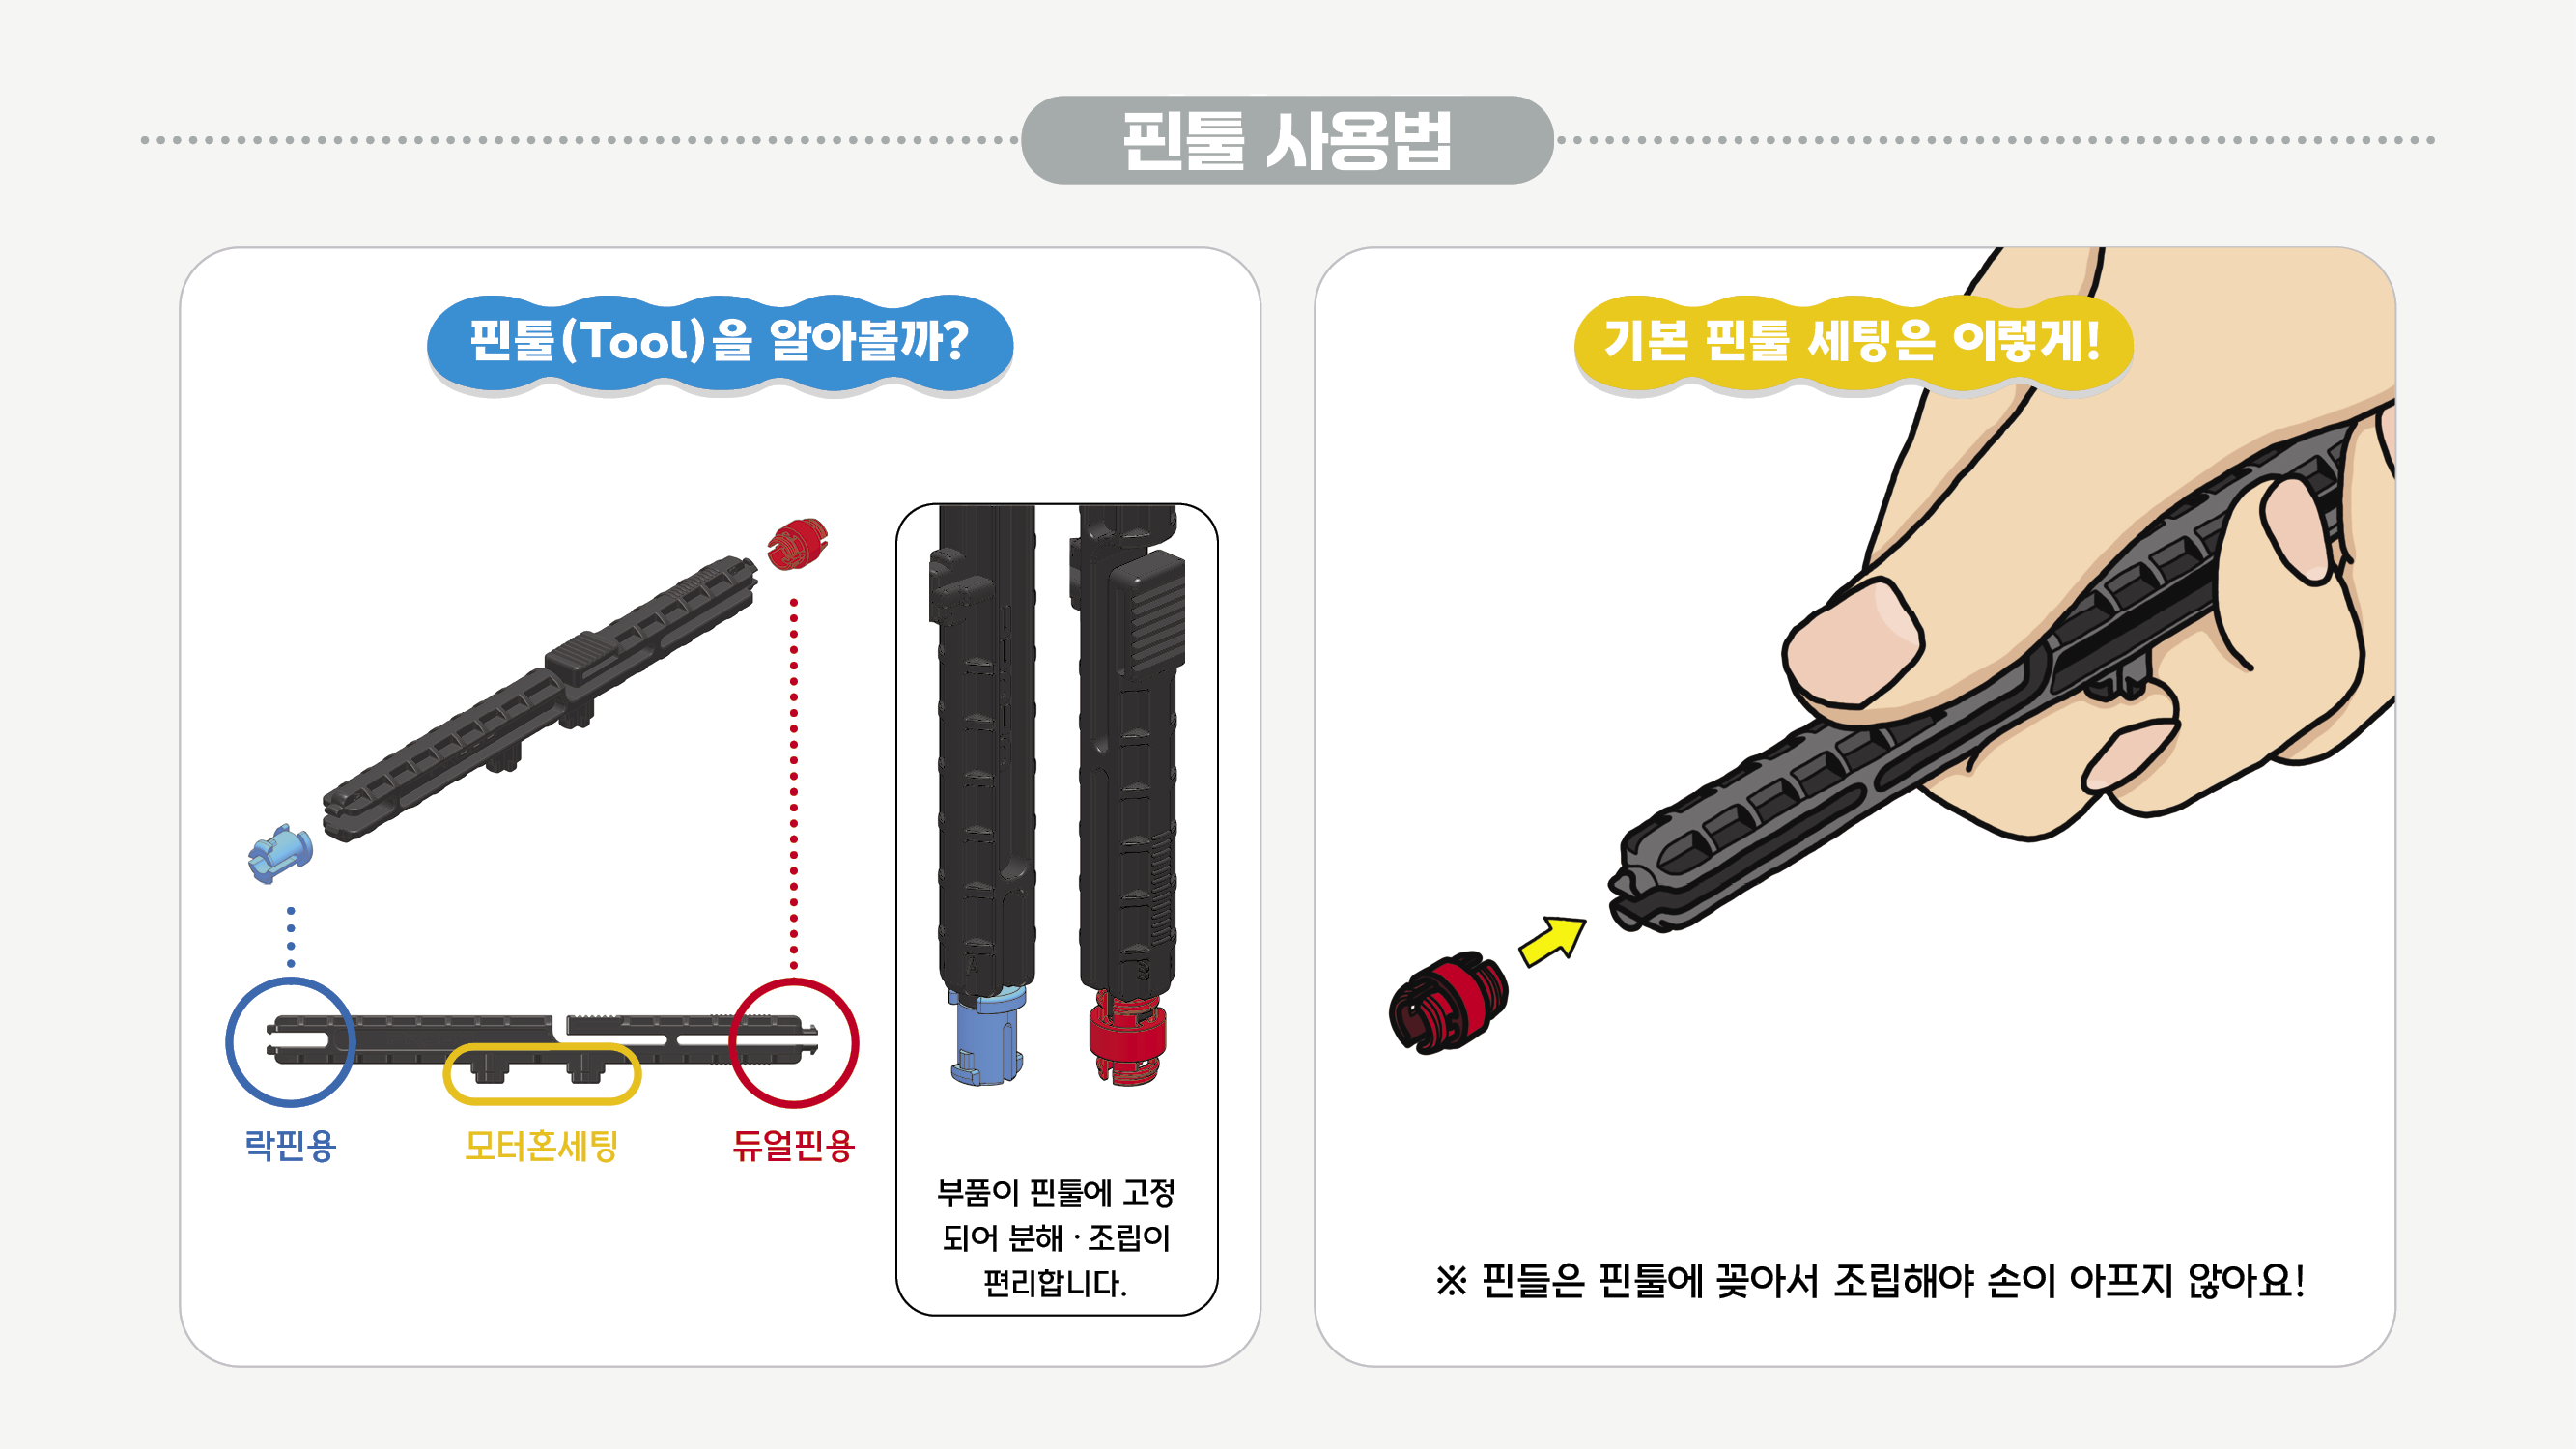 핀툴 사용법
핀툴(Tool)을 알아볼까?
락핀용
모터혼세팅
듀얼핀용
부품이 핀툴에 고정
되어 분해 · 조립이
편리합니다.
기본 핀툴 세팅은 이렇게!
※ 핀들은 핀툴에 꽂아서 조립해야 손이 아프지 않아요!